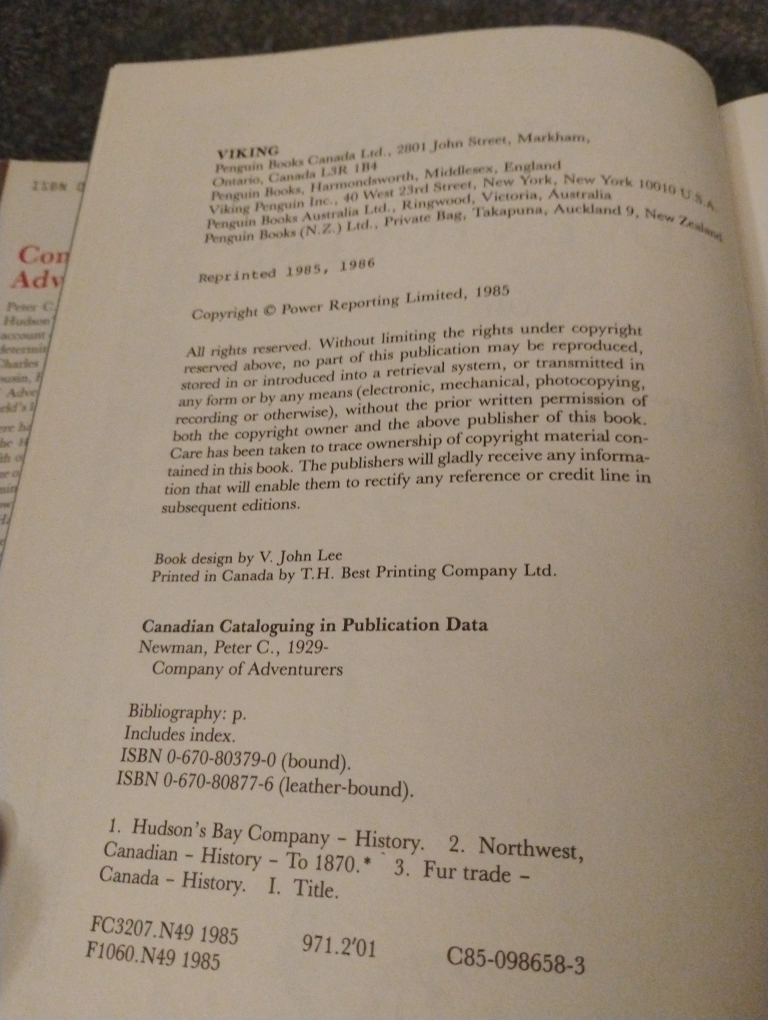 VIKING
Penguin Books Canada Ltd., 2801 John Street, Markham,
Ontario, Canada L3R 1B4
Penguin Books, Harmondsworth, Middlesex, England
Viking Penguin Inc., 40 West 23rd Street, New York, New York 10010 U.S.A.
Penguin Books Australia Ltd., Ringwood, Victoria, Australia
Penguin Books (N.Z.) Ltd., Private Bag, Takapuna, Auckland 9, New Zealand
Reprinted 1985, 1986
Copyright © Power Reporting Limited, 1985
All rights reserved. Without limiting the rights under copyright
reserved above, no part of this publication may be reproduced,
stored in or introduced into a retrieval system, or transmitted in
any form or by any means (electronic, mechanical, photocopying,
recording or otherwise), without the prior written permission of
both the copyright owner and the above publisher of this book.
Care has been taken to trace ownership of copyright material con-
tained in this book. The publishers will gladly receive any informa-
tion that will enable them to rectify any reference or credit line in
subsequent editions.
Book design by V. John Lee
Printed in Canada by T.H. Best Printing Company Ltd.
Canadian Cataloguing in Publication Data
Newman, Peter C., 1929-
Company of Adventurers
Bibliography: p.
Includes index.
ISBN 0-670-80379-0 (bound).
ISBN 0-670-80877-6 (leather-bound).
1. Hudson's Bay Company – History. 2. Northwest,
Canadian – History – To 1870.* 3. Fur trade –
Canada – History. I. Title.
FC3207.N49 1985 971.2'01 C85-098658-3
F1060.N49 1985
ISBN 0
Con
Adv
Peter C.
Hudson
account